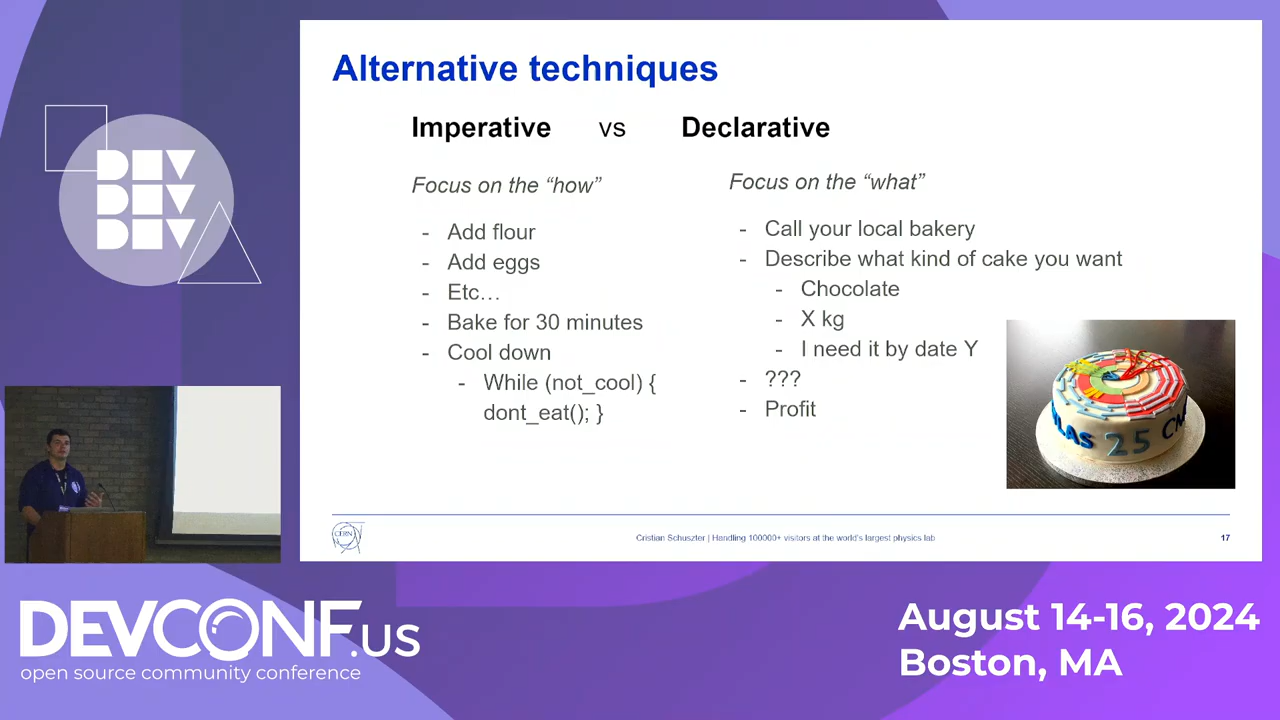 Alternative techniques
Imperative vs Declarative
Focus on the “how”
- Add flour
- Add eggs
- Etc…
- Bake for 30 minutes
- Cool down
- While (not_cool) {
dont_eat(); }
Focus on the “what”
- Call your local bakery
- Describe what kind of cake you want
- Chocolate
- X kg
- I need it by date Y
- ???
- Profit
ATLAS 25 CMS
CERN
Cristian Schuszter | Handling 100000+ visitors at the world's largest physics lab
17
DEV
DEV
DEV
DEVCONF.us
open source community conference
August 14-16, 2024
Boston, MA